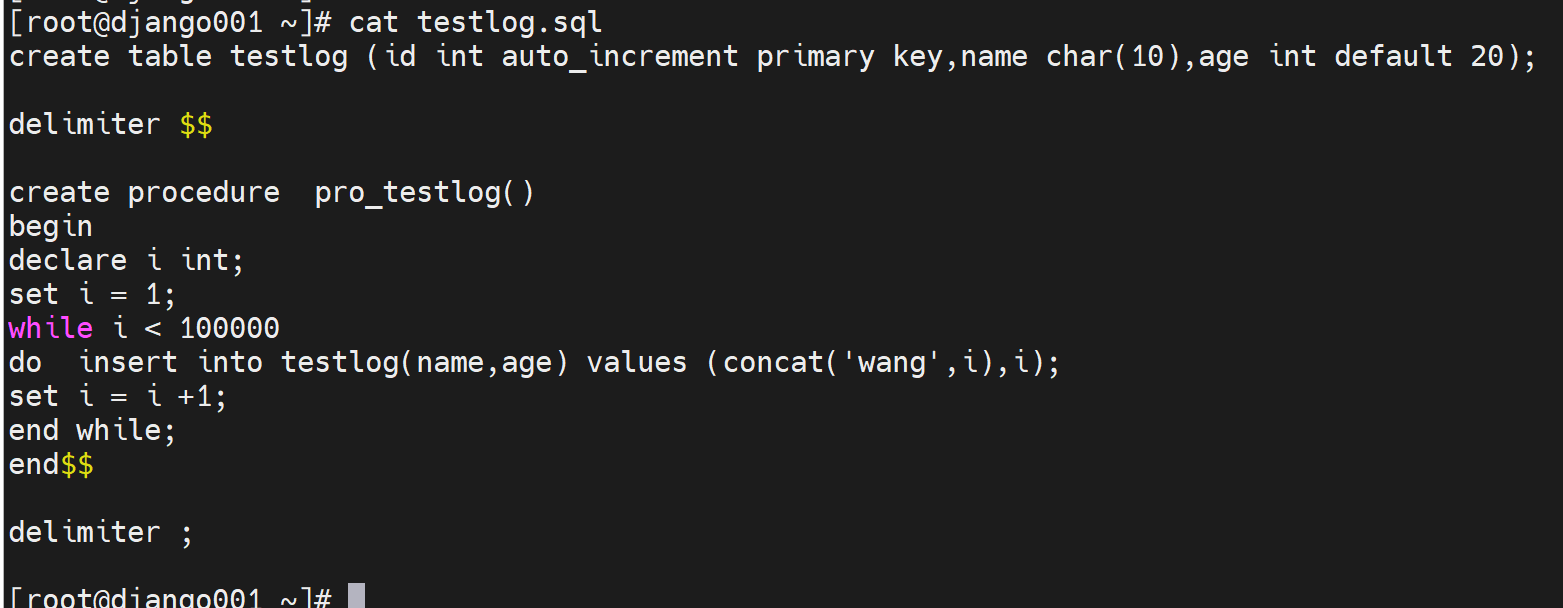 [root@django001 ~]# cat testlog.sql
create table testlog (id int auto_increment primary key,name char(10),age int default 20);
delimiter $$
create procedure  pro_testlog()
begin
declare i int;
set i = 1;
while i < 100000
do  insert into testlog(name,age) values (concat('wang',i),i);
set i = i +1;
end while;
end$$
delimiter ;
[root@django001 ~]#